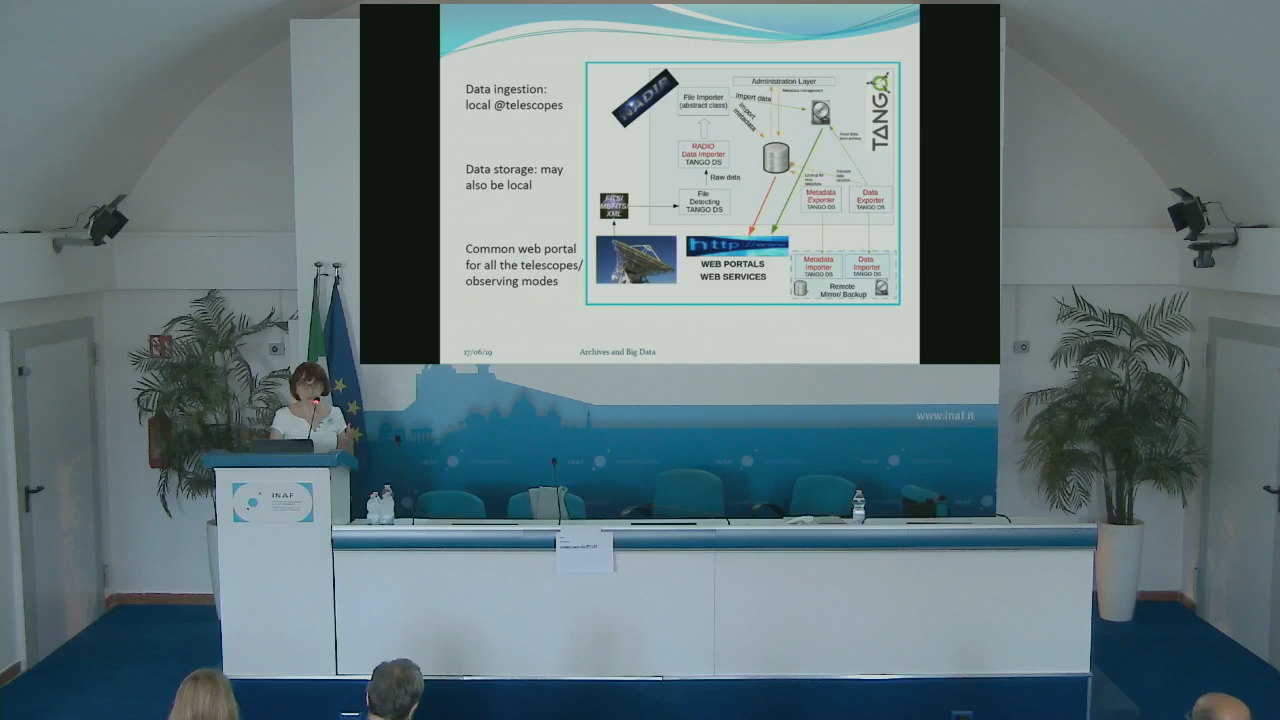 Data ingestion:
local @telescopes
Data storage: may
also be local
Common web portal
for all the telescopes/
observing modes
NADIR
Administration Layer
File Importer
(abstract class)
import data
import
metadata
TANGO
RADIO
Data Importer
TANGO DS
Raw data
File
Detecting
TANGO DS
FITS/
MBFITS/
XML
Metadata
Exporter
TANGO DS
Data
Exporter
TANGO DS
http://www
WEB PORTALS
WEB SERVICES
Metadata
Importer
TANGO DS
Data
Importer
TANGO DS
Remote
Mirror/ Backup
17/06/19
Archives and Big Data
www.inaf.it
INAF